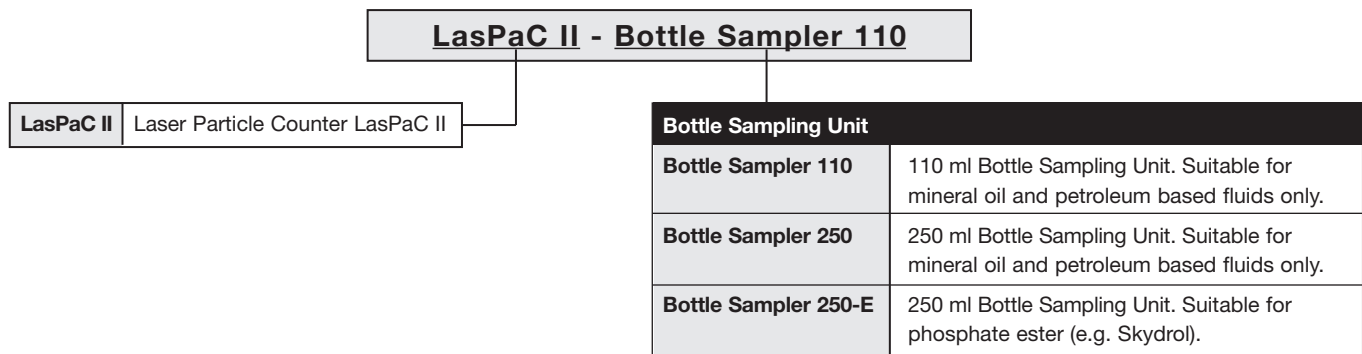 LasPaC II - Bottle Sampler 110
LasPaC II Laser Particle Counter LasPaC II
Bottle Sampling Unit
Bottle Sampler 110 110 ml Bottle Sampling Unit. Suitable for
mineral oil and petroleum based fluids only.
Bottle Sampler 250 250 ml Bottle Sampling Unit. Suitable for
mineral oil and petroleum based fluids only.
Bottle Sampler 250-E 250 ml Bottle Sampling Unit. Suitable for
phosphate ester (e.g. Skydrol).